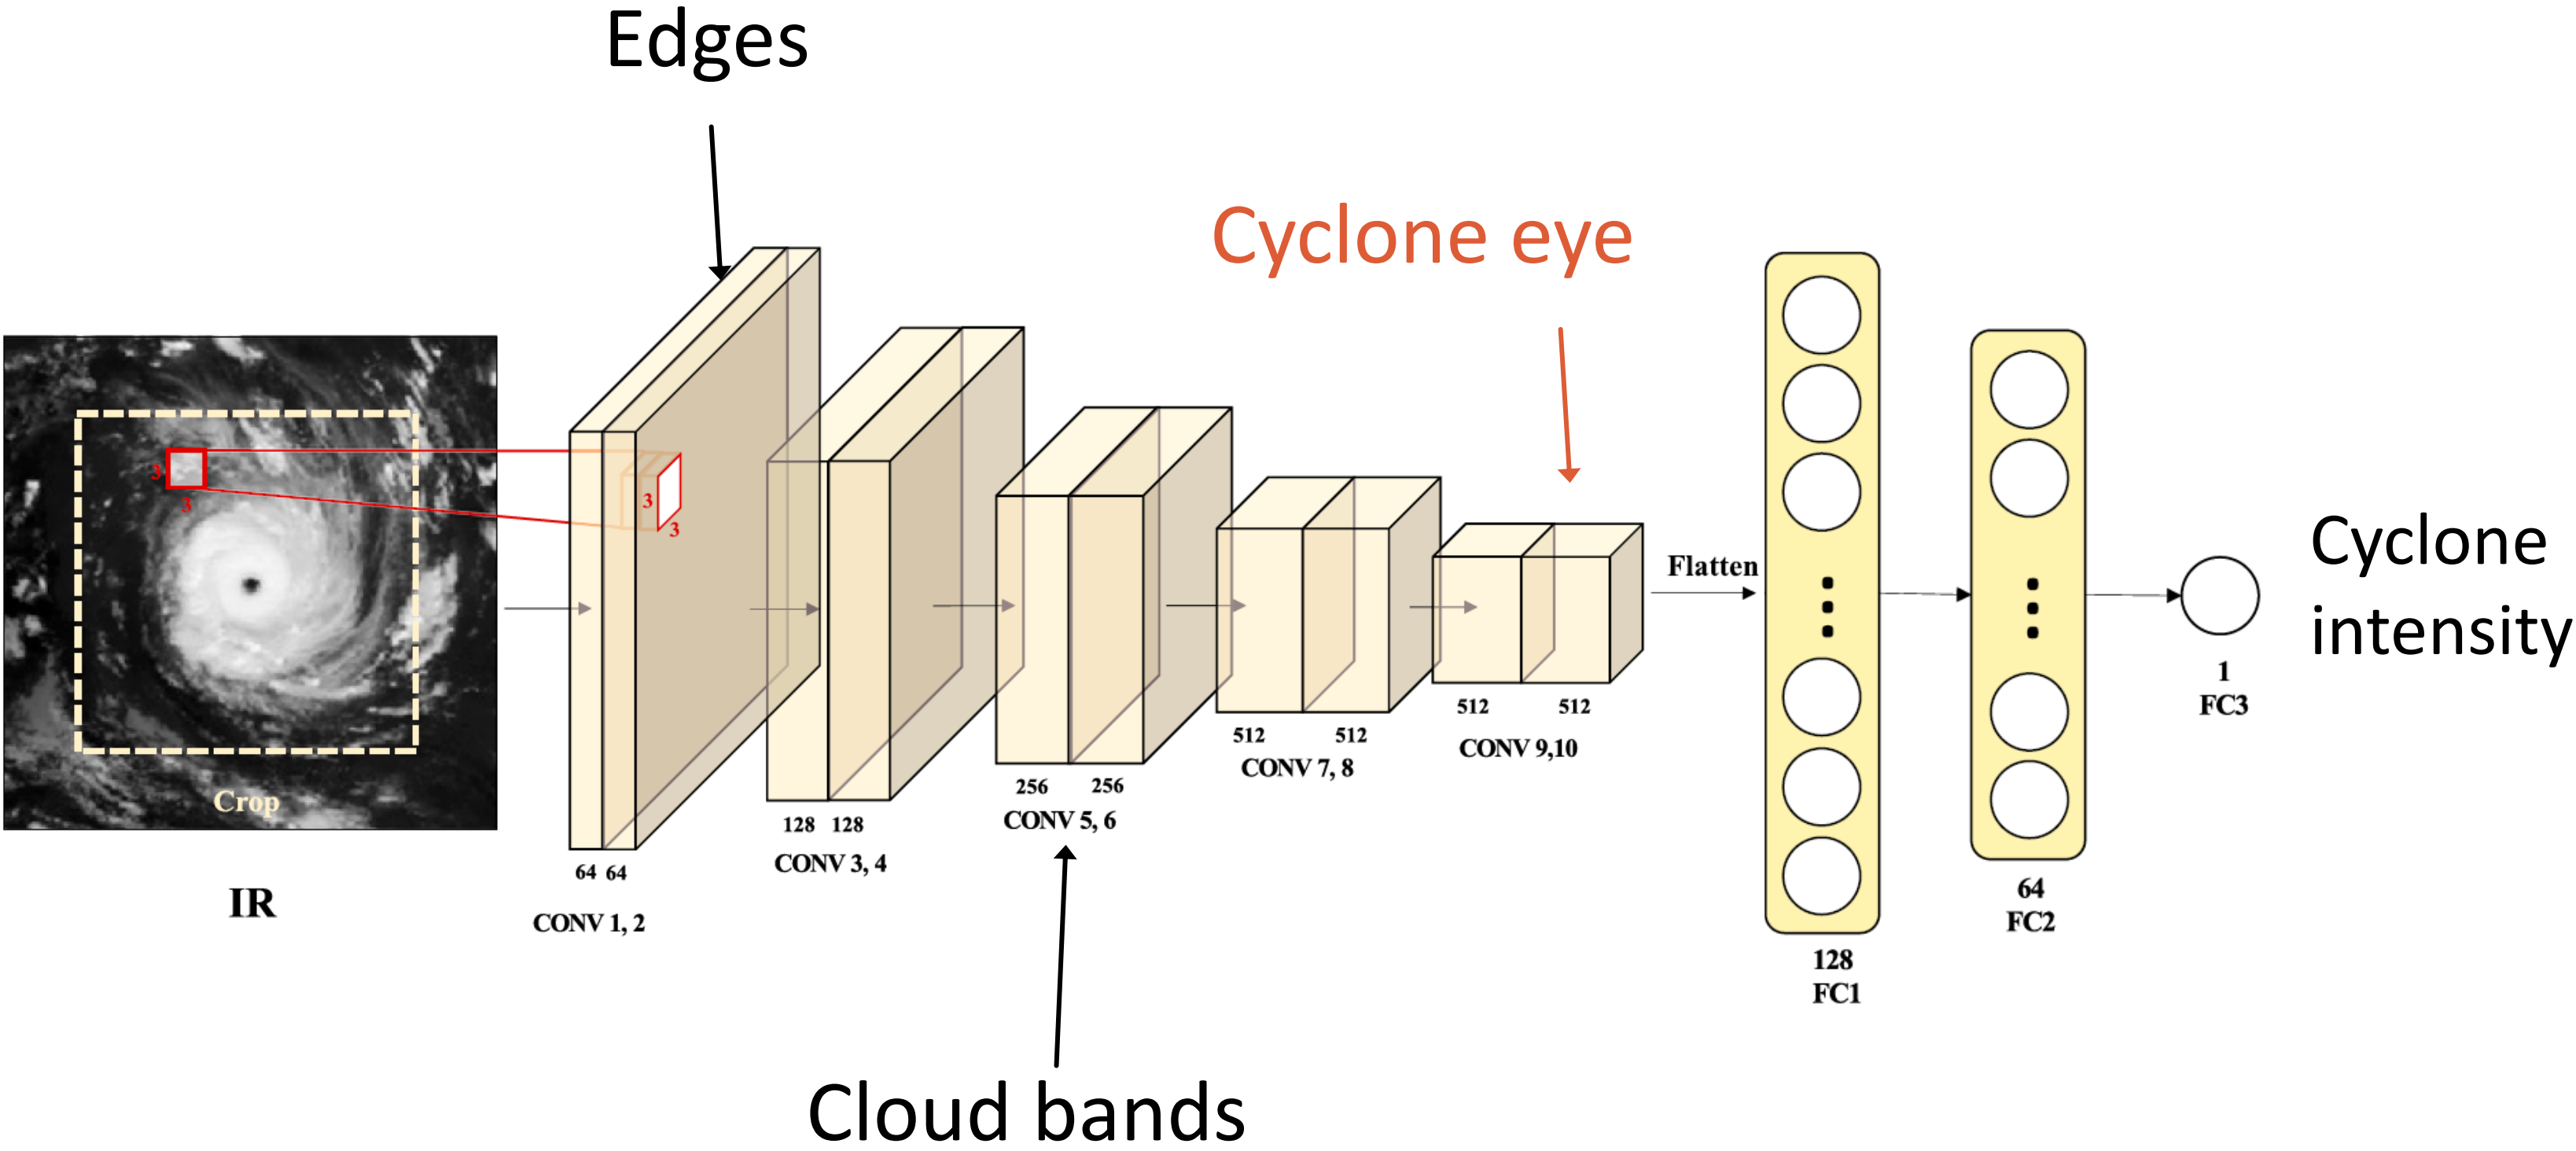 Edges
Cyclone eye
3
3
3
3
Crop
IR
64 64
CONV 1, 2
128 128
CONV 3, 4
256 256
CONV 5, 6
512 512
CONV 7, 8
512 512
CONV 9,10
Cloud bands
Flatten
128
FC1
64
FC2
1
FC3
Cyclone
intensity